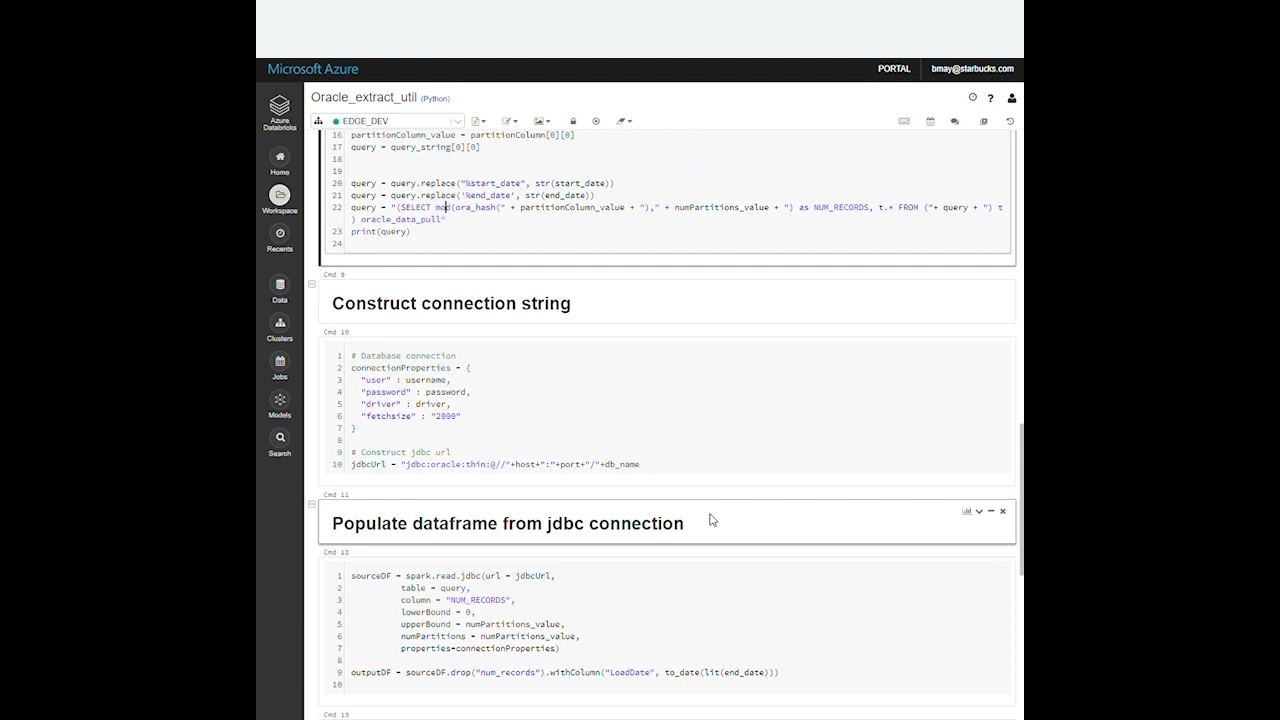 Microsoft Azure
PORTAL
bmay@starbucks.com
Oracle_extract_util (Python)
EDGE_DEV
Azure Databricks
Home
Workspace
Recents
Data
Clusters
Jobs
Models
Search
16 partitionColumn_value = partitionColumn[0][0]
17 query = query_string[0][0]
18
19
20 query = query.replace("%start_date", str(start_date))
21 query = query.replace('%end_date', str(end_date))
22 query = "(SELECT mod(ora_hash(" + partitionColumn_value + ")," + numPartitions_value + ") as NUM_RECORDS, t.* FROM ("+ query + ") t
) oracle_data_pull"
23 print(query)
24
Cmd 9
Construct connection string
Cmd 10
1 # Database connection
2 connectionProperties = {
3 "user" : username,
4 "password" : password,
5 "driver" : driver,
6 "fetchsize" : "2000"
7 }
8
9 # Construct jdbc url
10 jdbcUrl = "jdbc:oracle:thin:@//"+host+":"+port+"/"+db_name
Cmd 11
Populate dataframe from jdbc connection
Cmd 12
1 sourceDF = spark.read.jdbc(url = jdbcUrl,
2 table = query,
3 column = "NUM_RECORDS",
4 lowerBound = 0,
5 upperBound = numPartitions_value,
6 numPartitions = numPartitions_value,
7 properties=connectionProperties)
8
9 outputDF = sourceDF.drop("num_records").withColumn("LoadDate", to_date(lit(end_date)))
10
Cmd 13